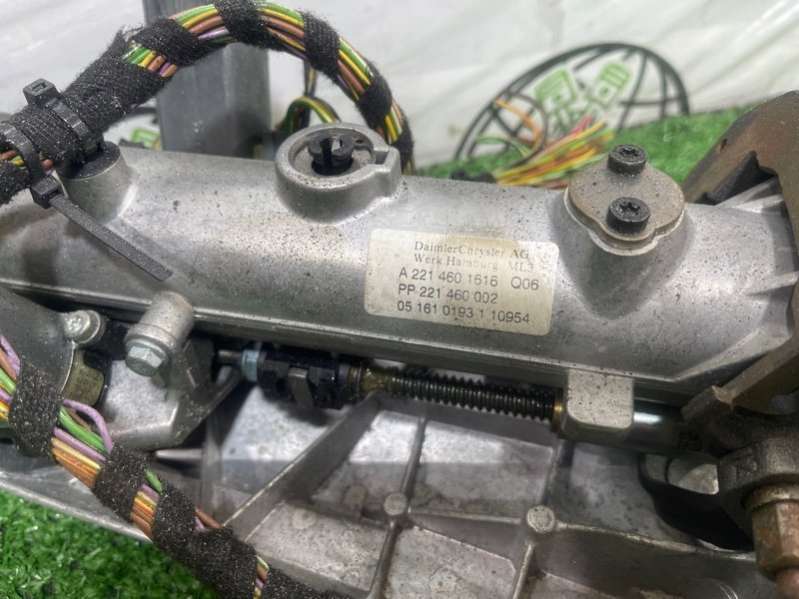 DaimlerChrysler AG
Werk Hamburg ML3
A 221 460 1616 Q06
PP 221 460 002
05 161 0193 1 10954